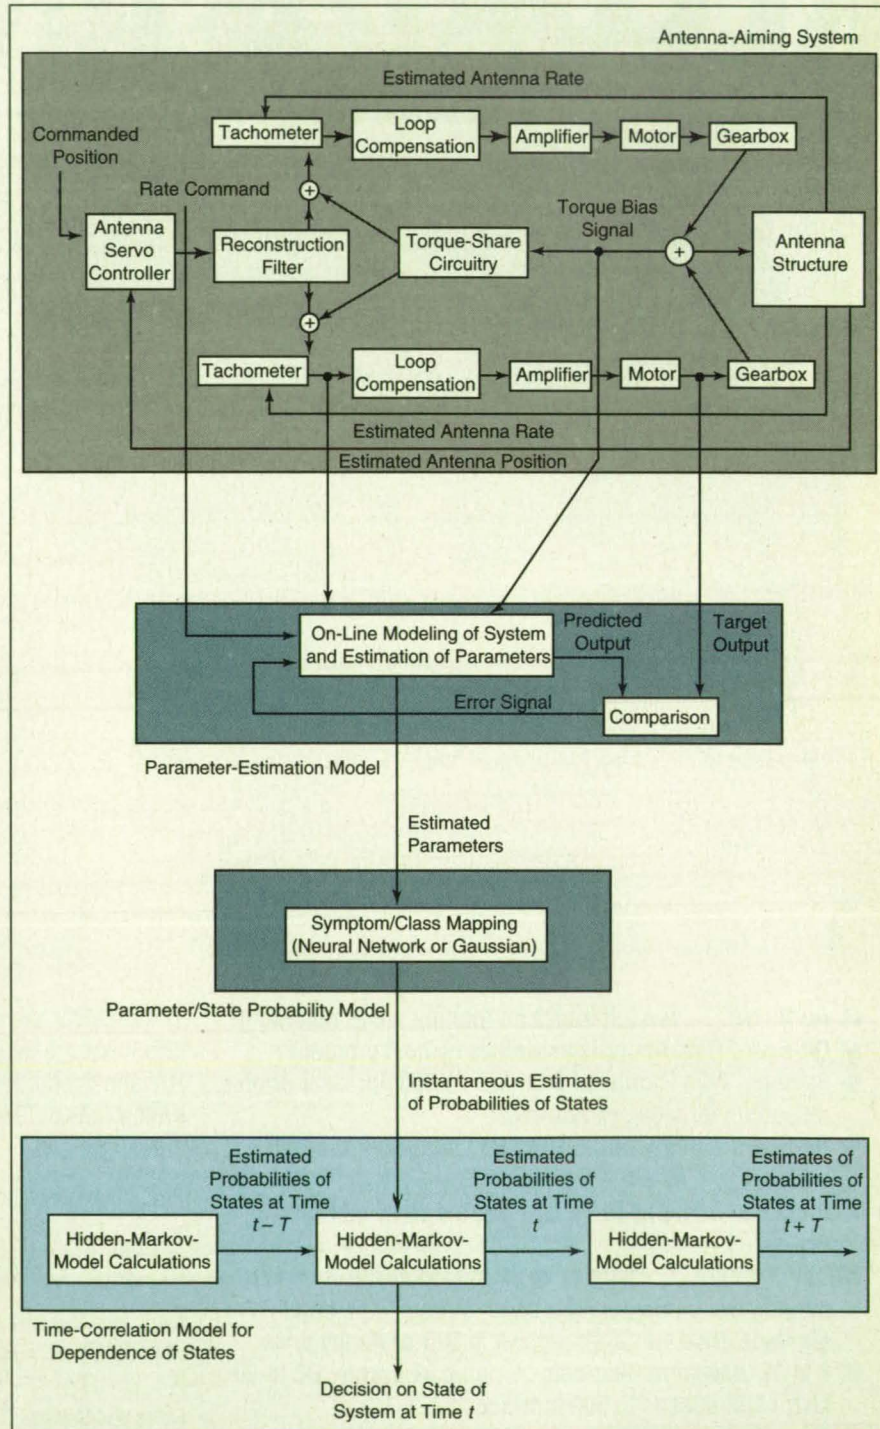 Antenna-Aiming System
Estimated Antenna Rate
Commanded
Position
Tachometer
Loop
Compensation
Amplifier
Motor
Gearbox
Rate Command
+
Torque Bias
Signal
Antenna
Servo
Controller
Reconstruction
Filter
Torque-Share
Circuitry
+
Antenna
Structure
+
Tachometer
Loop
Compensation
Amplifier
Motor
Gearbox
Estimated Antenna Rate
Estimated Antenna Position
On-Line Modeling of System
and Estimation of Parameters
Predicted
Output
Target
Output
Error Signal
Comparison
Parameter-Estimation Model
Estimated
Parameters
Symptom/Class Mapping
(Neural Network or Gaussian)
Parameter/State Probability Model
Instantaneous Estimates
of Probabilities of States
Estimated
Probabilities of
States at Time
t – T
Estimated
Probabilities of
States at Time
t
Estimates of
Probabilities of
States at Time
t + T
Hidden-Markov-
Model Calculations
Hidden-Markov-
Model Calculations
Hidden-Markov-
Model Calculations
Time-Correlation Model for
Dependence of States
Decision on State of
System at Time t